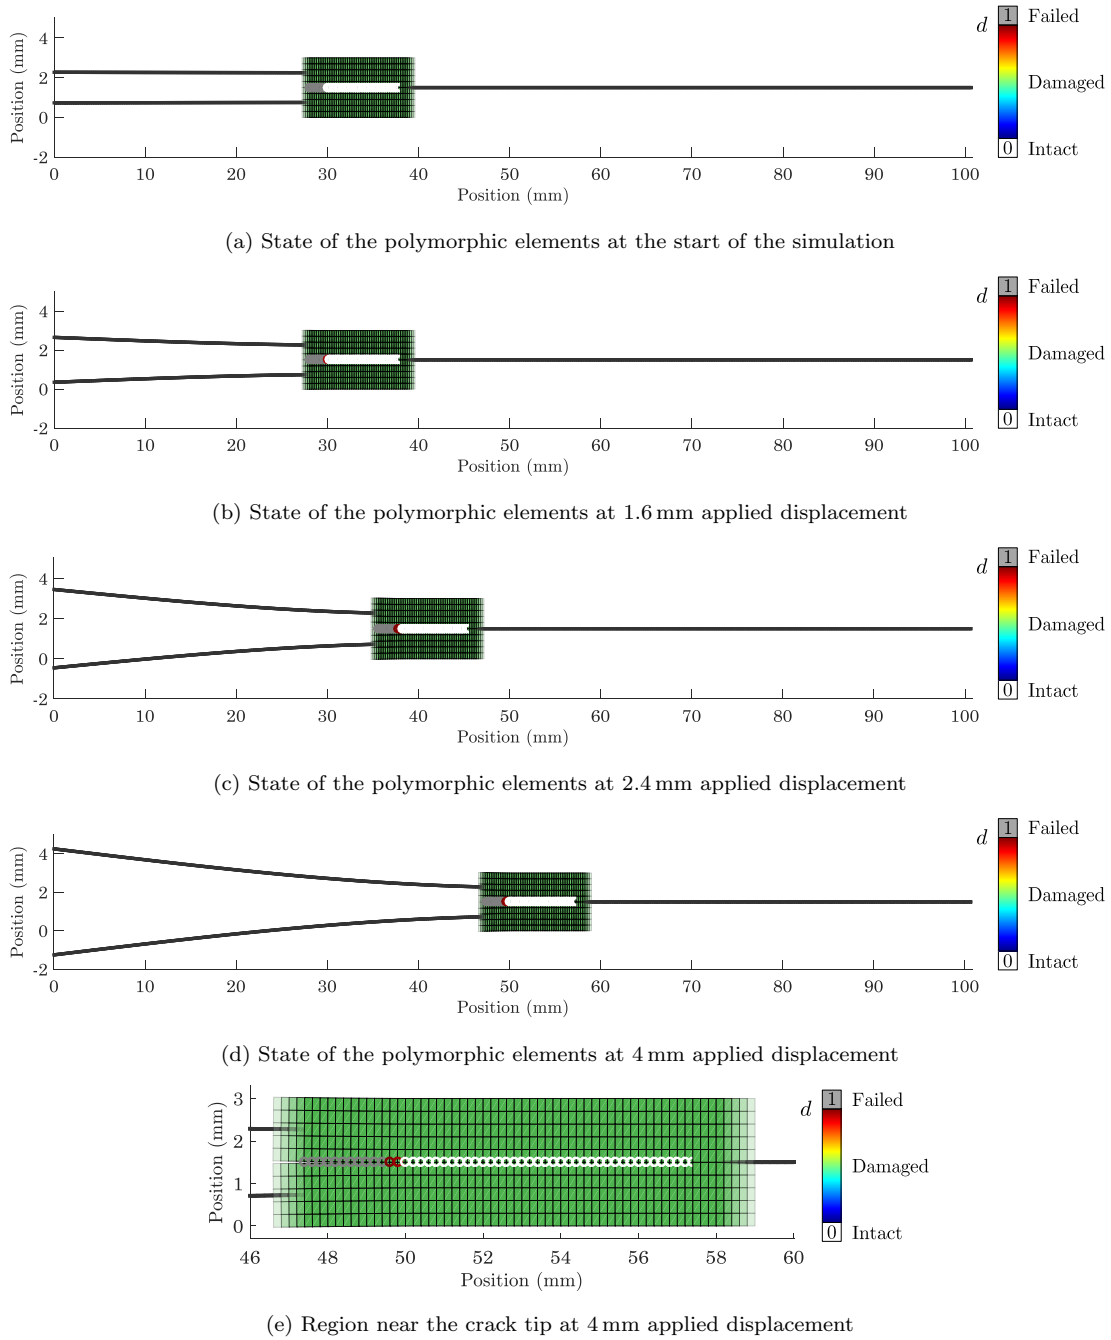 4
2
0
-2
Position (mm)
0 10 20 30 40 50 60 70 80 90 100
Position (mm)
d
1 Failed
Damaged
0 Intact
(a) State of the polymorphic elements at the start of the simulation
4
2
0
-2
Position (mm)
0 10 20 30 40 50 60 70 80 90 100
Position (mm)
d
1 Failed
Damaged
0 Intact
(b) State of the polymorphic elements at 1.6 mm applied displacement
4
2
0
-2
Position (mm)
0 10 20 30 40 50 60 70 80 90 100
Position (mm)
d
1 Failed
Damaged
0 Intact
(c) State of the polymorphic elements at 2.4 mm applied displacement
4
2
0
-2
Position (mm)
0 10 20 30 40 50 60 70 80 90 100
Position (mm)
d
1 Failed
Damaged
0 Intact
(d) State of the polymorphic elements at 4 mm applied displacement
3
2
1
0
Position (mm)
46 48 50 52 54 56 58 60
Position (mm)
d
1 Failed
Damaged
0 Intact
(e) Region near the crack tip at 4 mm applied displacement